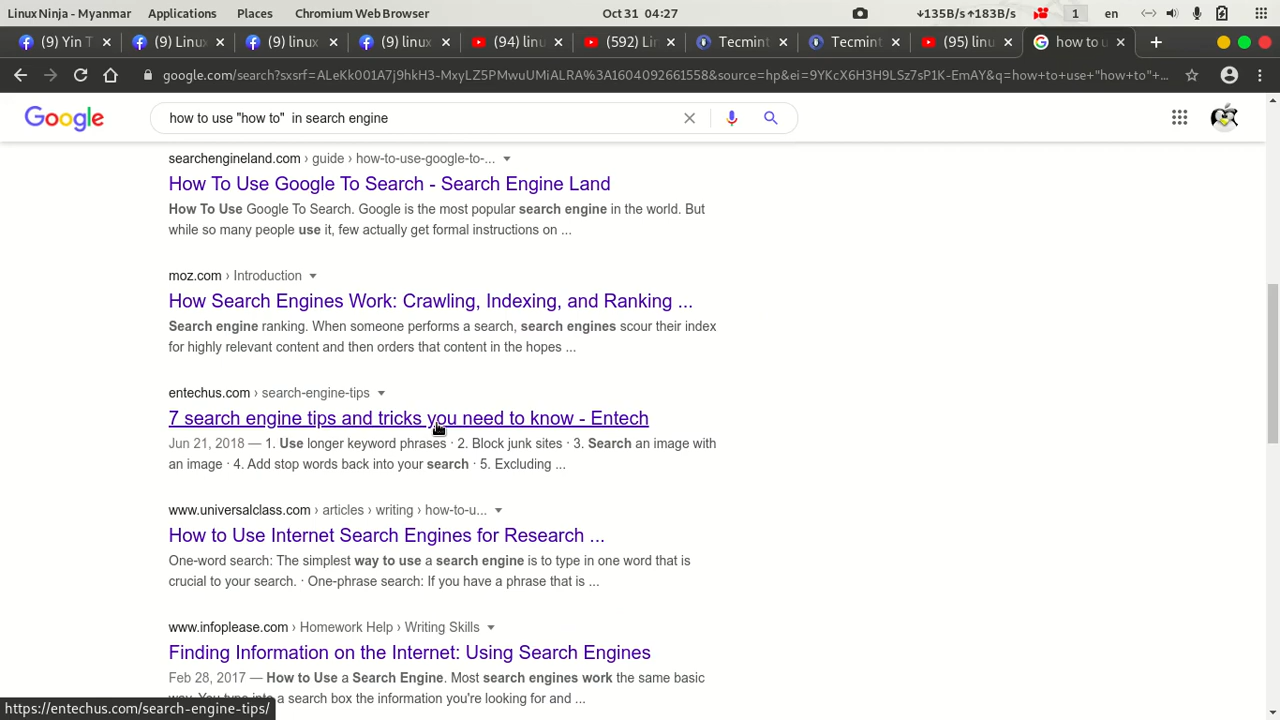 Linux Ninja - Myanmar Applications Places Chromium Web Browser Oct 31 04:27 ↓135B/s↑183B/s 1 en
(9) Yin T (9) Linu (9) linux (9) linux (94) linu (592) Li Tecmint Tecmint (95) linu how to u
google.com/search?sxsrf=ALeKk001A7j9hkH3-MxyLZ5PMwuUMiALRA%3A1604092661558&source=hp&ei=9YKcX6H3H9LSz7sP1K-EmAY&q=how+to+use+"how+to"+...
Google how to use "how to"  in search engine
searchengineland.com › guide › how-to-use-google-to-...
How To Use Google To Search - Search Engine Land
How To Use Google To Search. Google is the most popular search engine in the world. But
while so many people use it, few actually get formal instructions on ...
moz.com › Introduction
How Search Engines Work: Crawling, Indexing, and Ranking ...
Search engine ranking. When someone performs a search, search engines scour their index
for highly relevant content and then orders that content in the hopes ...
entechus.com › search-engine-tips
7 search engine tips and tricks you need to know - Entech
Jun 21, 2018 — 1. Use longer keyword phrases · 2. Block junk sites · 3. Search an image with
an image · 4. Add stop words back into your search · 5. Excluding ...
www.universalclass.com › articles › writing › how-to-u...
How to Use Internet Search Engines for Research ...
One-word search: The simplest way to use a search engine is to type in one word that is
crucial to your search. · One-phrase search: If you have a phrase that is ...
www.infoplease.com › Homework Help › Writing Skills
Finding Information on the Internet: Using Search Engines
Feb 28, 2017 — How to Use a Search Engine. Most search engines work the same basic
way. You type into a search box the information you're looking for and ...
https://entechus.com/search-engine-tips/